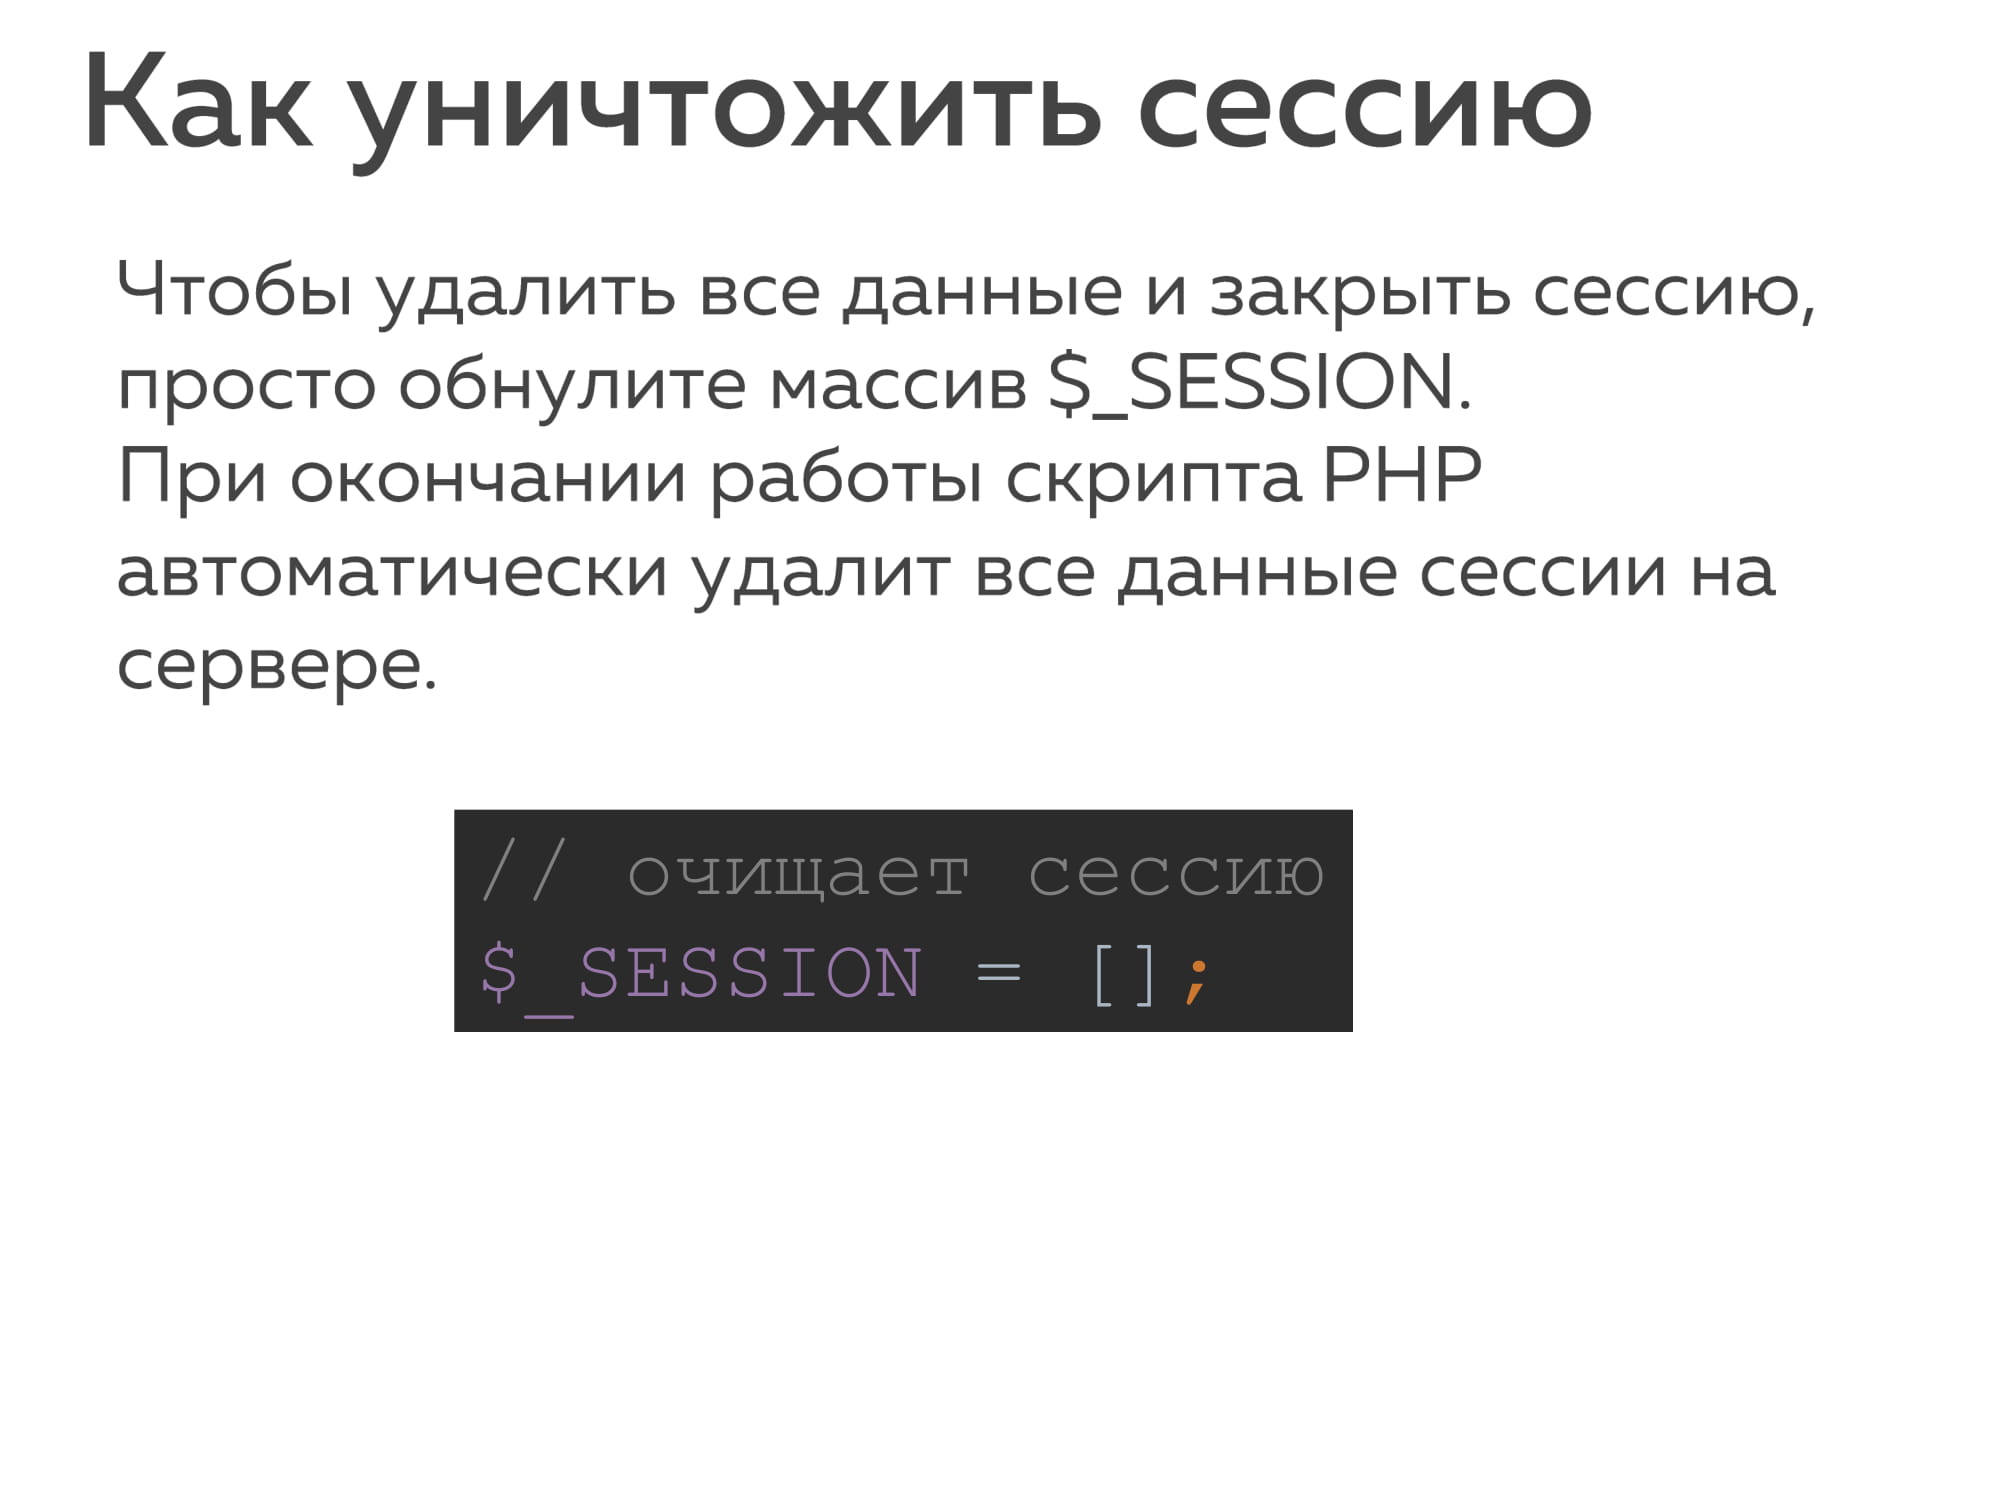 Как уничтожить сессию
Чтобы удалить все данные и закрыть сессию,
просто обнулите массив $_SESSION.
При окончании работы скрипта PHP
автоматически удалит все данные сессии на
сервере.
// очищает сессию
$_SESSION = [];